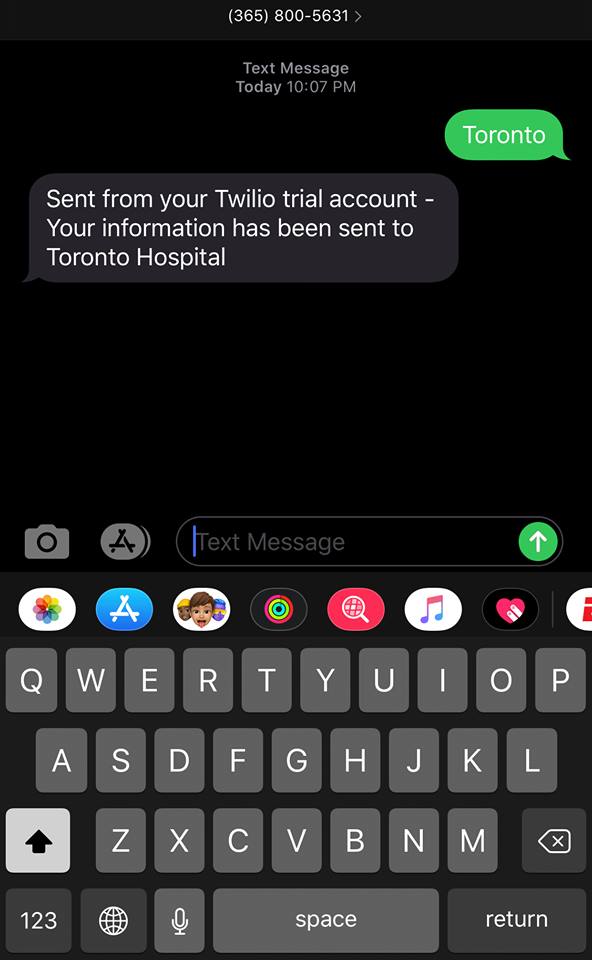 (365) 800-5631
Text Message
Today 10:07 PM
Toronto
Sent from your Twilio trial account -
Your information has been sent to
Toronto Hospital
Text Message
Q W E R T Y U I O P
A S D F G H J K L
Z X C V B N M
123 space return